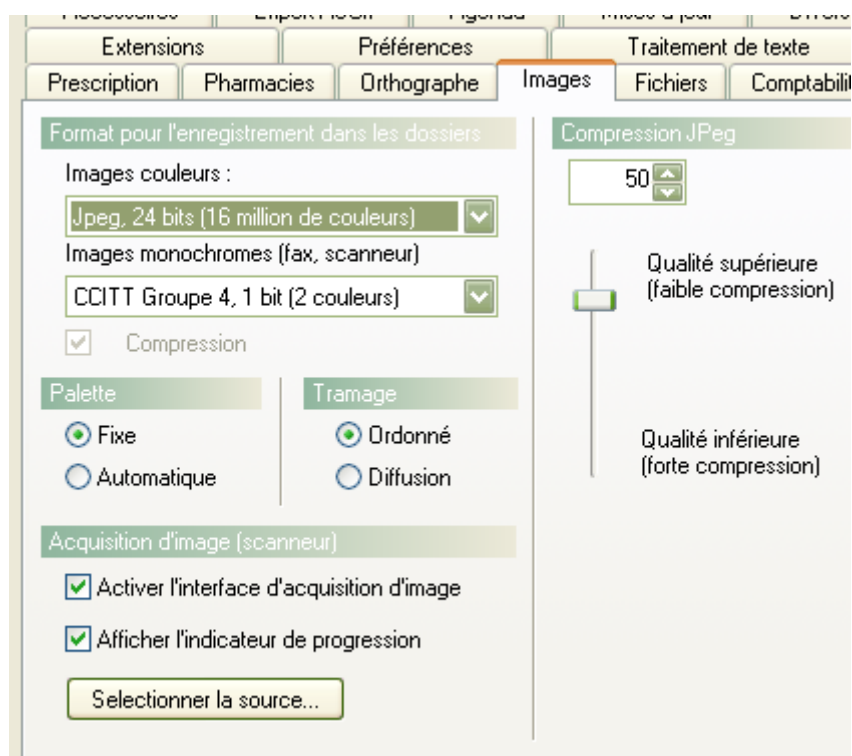 Extensions
Préférences
Traitement de texte
Prescription
Pharmacies
Orthographe
Images
Fichiers
Format pour l'enregistrement dans les dossiers
Images couleurs :
Jpeg, 24 bits (16 million de couleurs)
Images monochromes (fax, scanneur)
CCITT Groupe 4, 1 bit (2 couleurs)
Compression
Palette
Fixe
Automatique
Tramage
Ordonné
Diffusion
Acquisition d'image (scanneur)
Activer l'interface d'acquisition d'image
Afficher l'indicateur de progression
Selectionner la source...
Compression JPeg
50
Qualité supérieure
(faible compression)
Qualité inférieure
(forte compression)